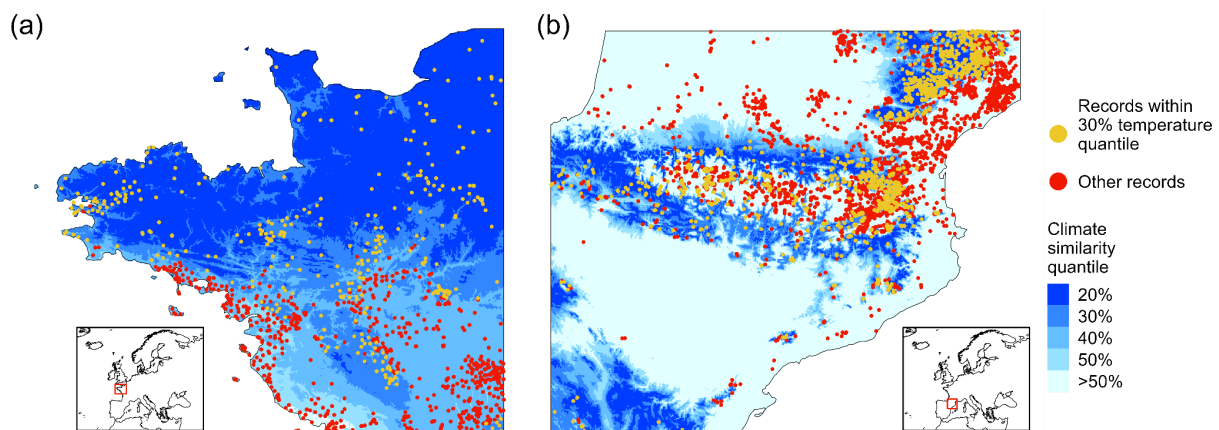 (a)
(b)
Records within
30% temperature
quantile
Other records
Climate
similarity
quantile
20%
30%
40%
50%
>50%